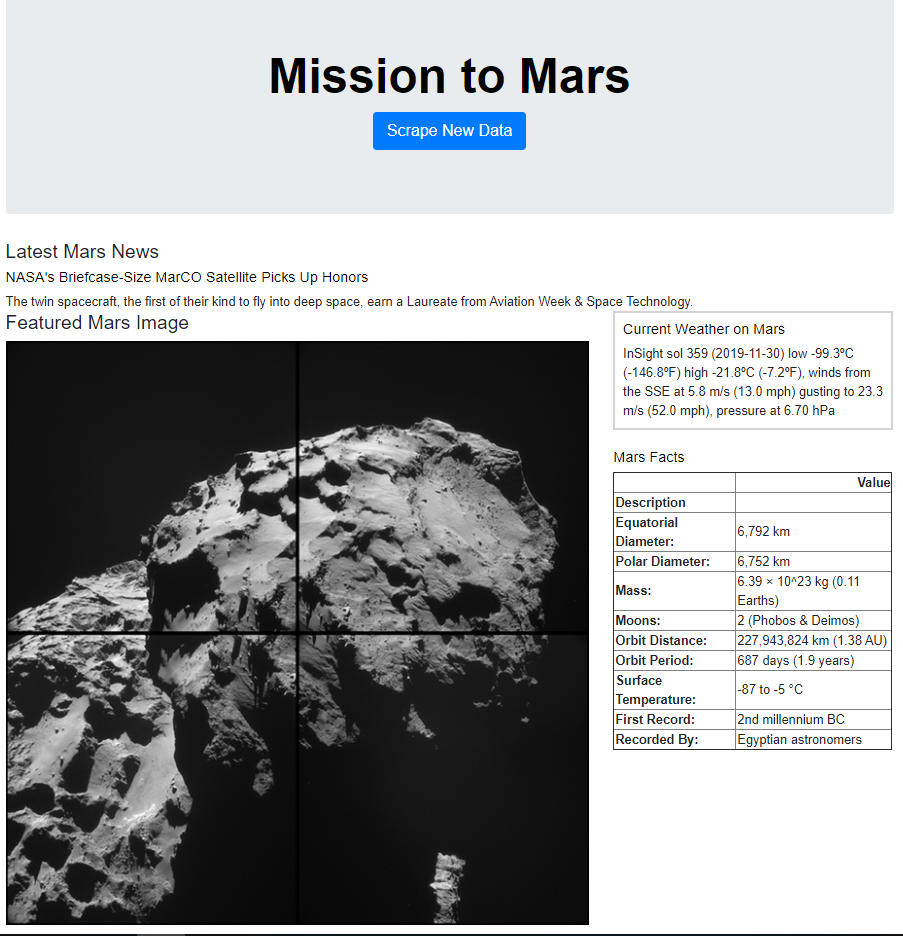 Mission to Mars
Scrape New Data
Latest Mars News
NASA's Briefcase-Size MarCO Satellite Picks Up Honors
The twin spacecraft, the first of their kind to fly into deep space, earn a Laureate from Aviation Week & Space Technology.
Featured Mars Image
Current Weather on Mars
InSight sol 359 (2019-11-30) low -99.3ºC
(-146.8ºF) high -21.8ºC (-7.2ºF), winds from
the SSE at 5.8 m/s (13.0 mph) gusting to 23.3
m/s (52.0 mph), pressure at 6.70 hPa
Mars Facts
Value
Description
Equatorial
Diameter:
6,792 km
Polar Diameter: 6,752 km
Mass:
6.39 × 10^23 kg (0.11
Earths)
Moons: 2 (Phobos & Deimos)
Orbit Distance: 227,943,824 km (1.38 AU)
Orbit Period: 687 days (1.9 years)
Surface
Temperature:
-87 to -5 °C
First Record: 2nd millennium BC
Recorded By: Egyptian astronomers